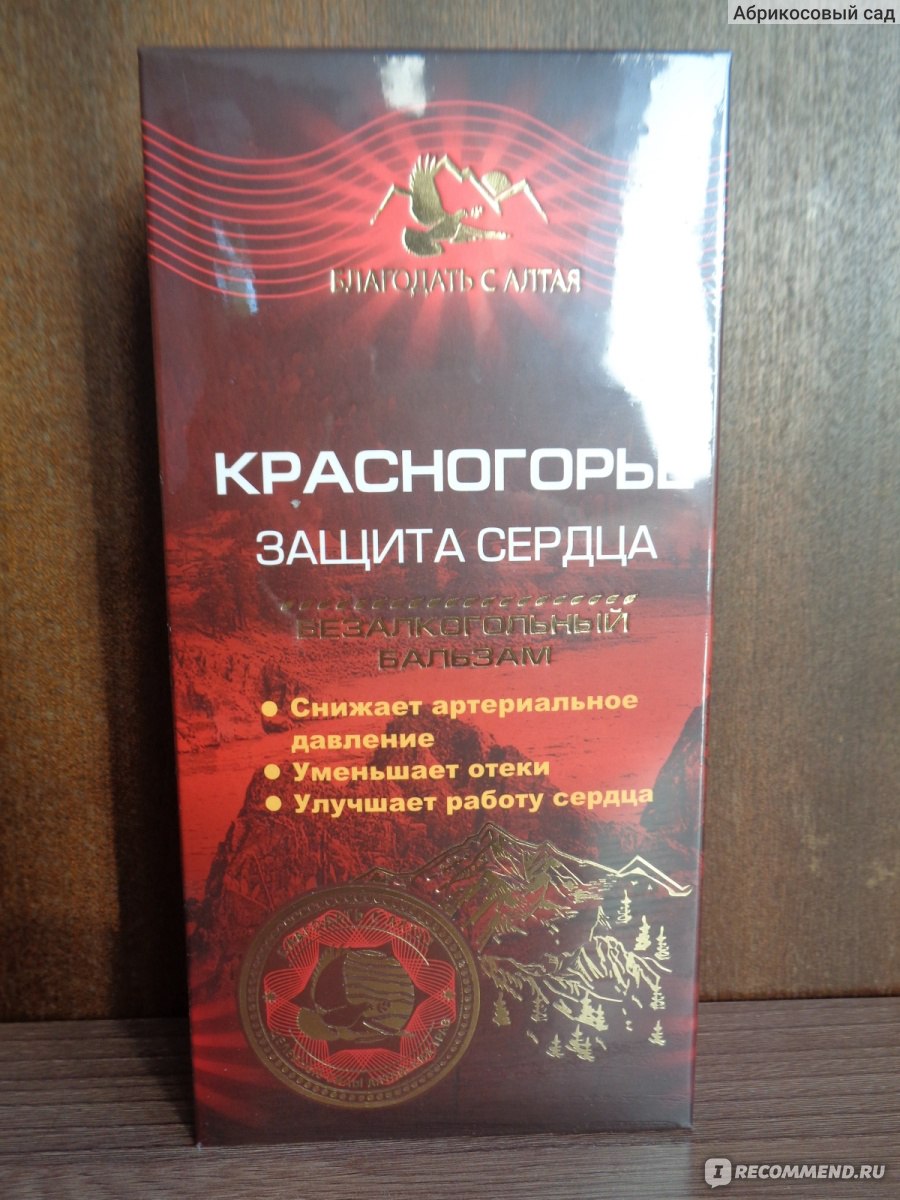 Абрикосовый сад
БЛАГОДАТЬ С АЛТАЯ
КРАСНОГОРЬЕ
ЗАЩИТА СЕРДЦА
БЕЗАЛКОГОЛЬНЫЙ
БАЛЬЗАМ
• Снижает артериальное
давление
• Уменьшает отеки
• Улучшает работу сердца
IRECOMMEND.RU